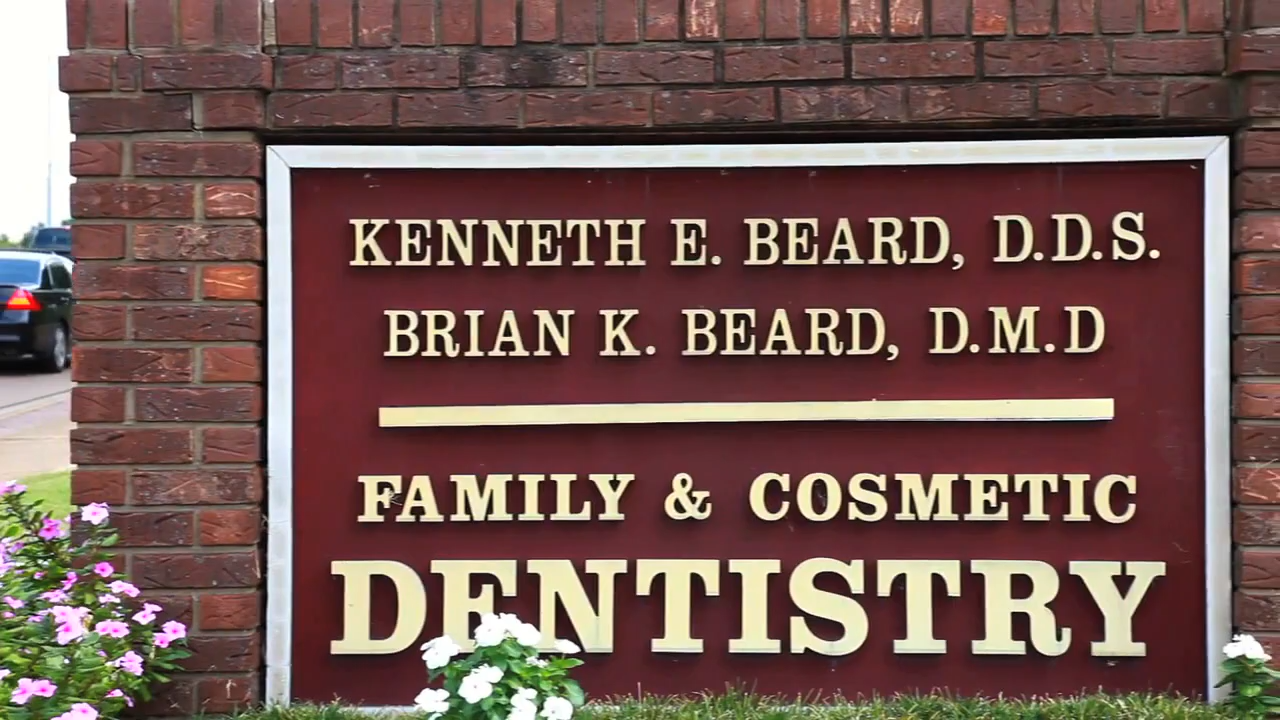 KENNETH E. BEARD, D.D.S.
BRIAN K. BEARD, D.M.D
FAMILY & COSMETIC
DENTISTRY